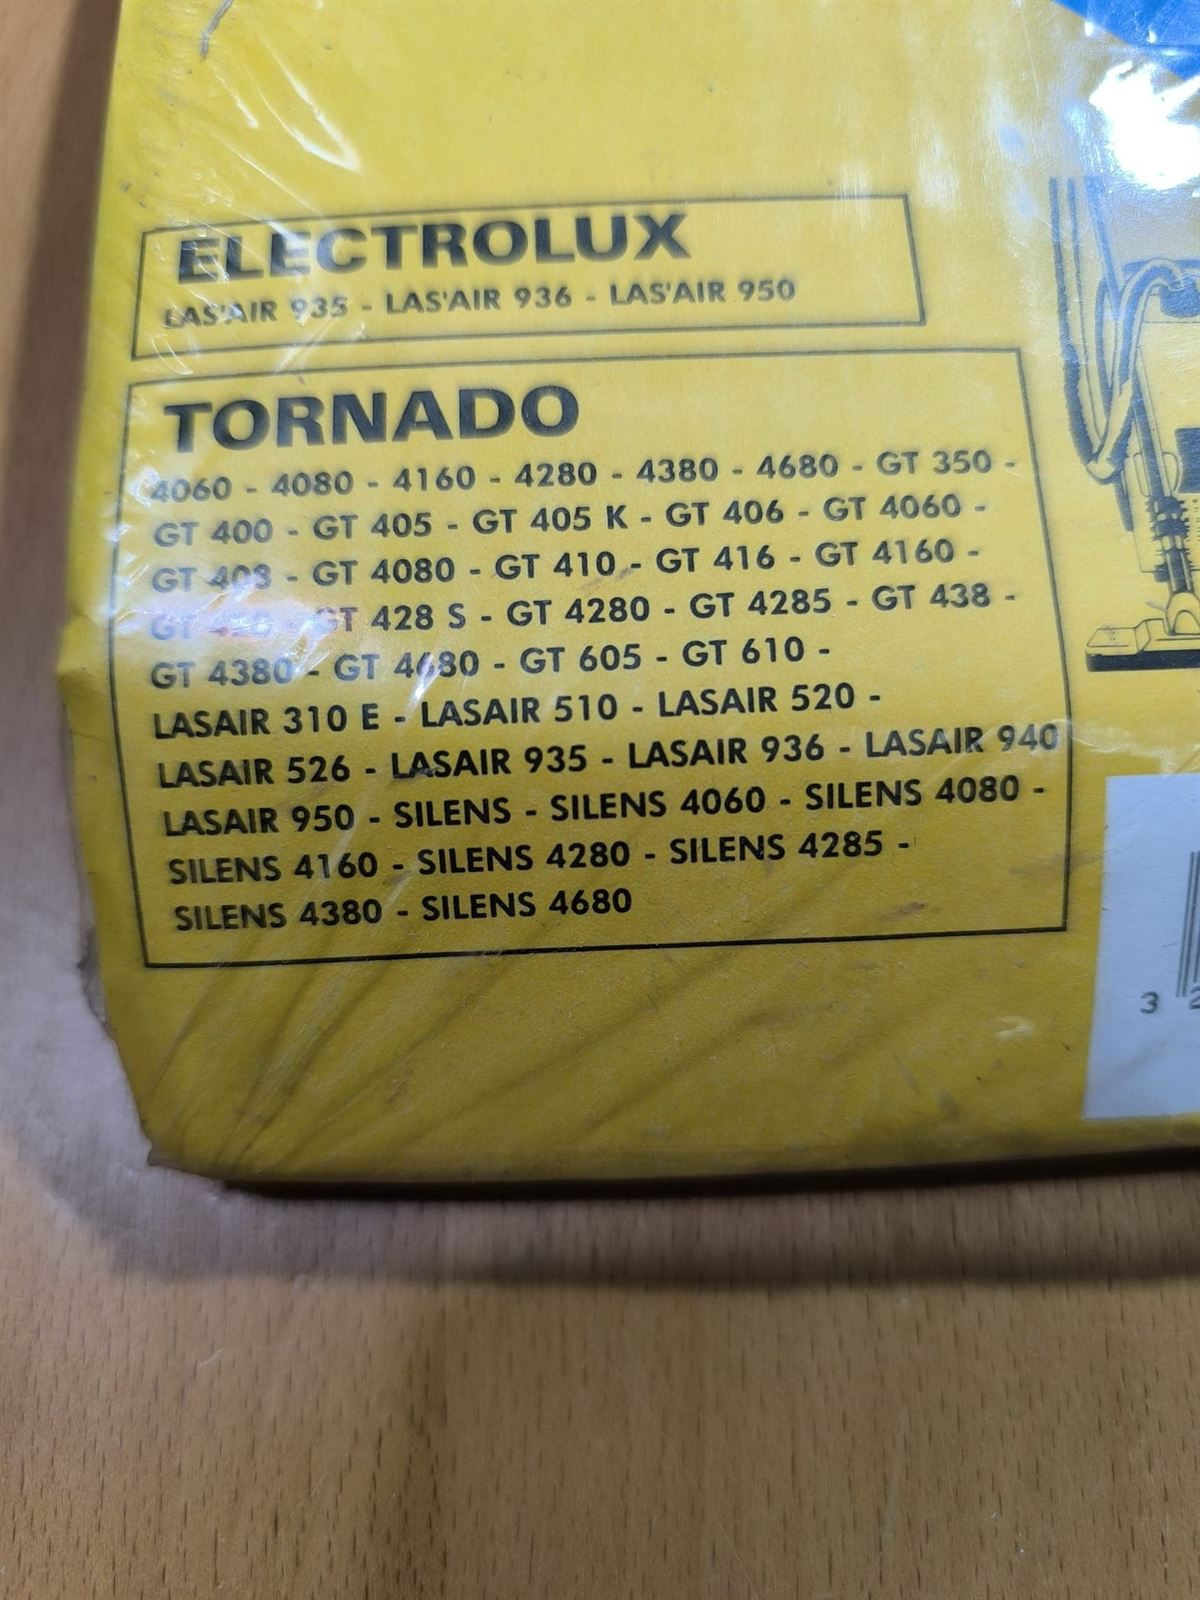 ELECTROLUX
LAS'AIR 935 - LAS'AIR 936 - LAS'AIR 950
TORNADO
4060 - 4080 - 4160 - 4280 - 4380 - 4680 - GT 350 -
GT 400 - GT 405 - GT 405 K - GT 406 - GT 4060 -
GT 408 - GT 4080 - GT 410 - GT 416 - GT 4160 -
GT - GT 428 S - GT 4280 - GT 4285 - GT 438 -
GT 4380 - GT 4680 - GT 605 - GT 610 -
LASAIR 310 E - LASAIR 510 - LASAIR 520 -
LASAIR 526 - LASAIR 935 - LASAIR 936 - LASAIR 940
LASAIR 950 - SILENS - SILENS 4060 - SILENS 4080 -
SILENS 4160 - SILENS 4280 - SILENS 4285 -
SILENS 4380 - SILENS 4680
3